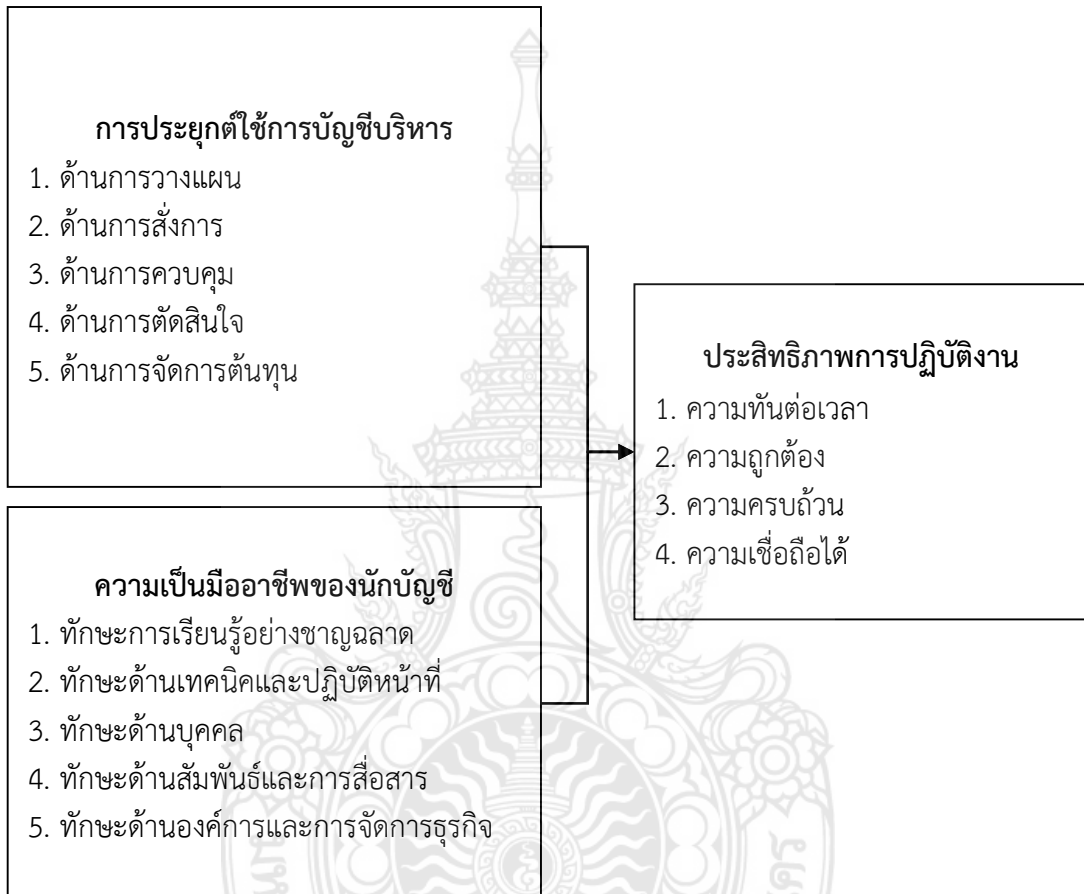 การประยุกต์ใช้การบัญชีบริหาร
1. ด้านการวางแผน
2. ด้านการสั่งการ
3. ด้านการควบคุม
4. ด้านการตัดสินใจ
5. ด้านการจัดการต้นทุน
ความเป็นมืออาชีพของนักบัญชี
1. ทักษะการเรียนรู้อย่างชาญฉลาด
2. ทักษะด้านเทคนิคและปฏิบัติหน้าที่
3. ทักษะด้านบุคคล
4. ทักษะด้านสัมพันธ์และการสื่อสาร
5. ทักษะด้านองค์การและการจัดการธุรกิจ
ประสิทธิภาพการปฏิบัติงาน
1. ความทันต่อเวลา
2. ความถูกต้อง
3. ความครบถ้วน
4. ความเชื่อถือได้